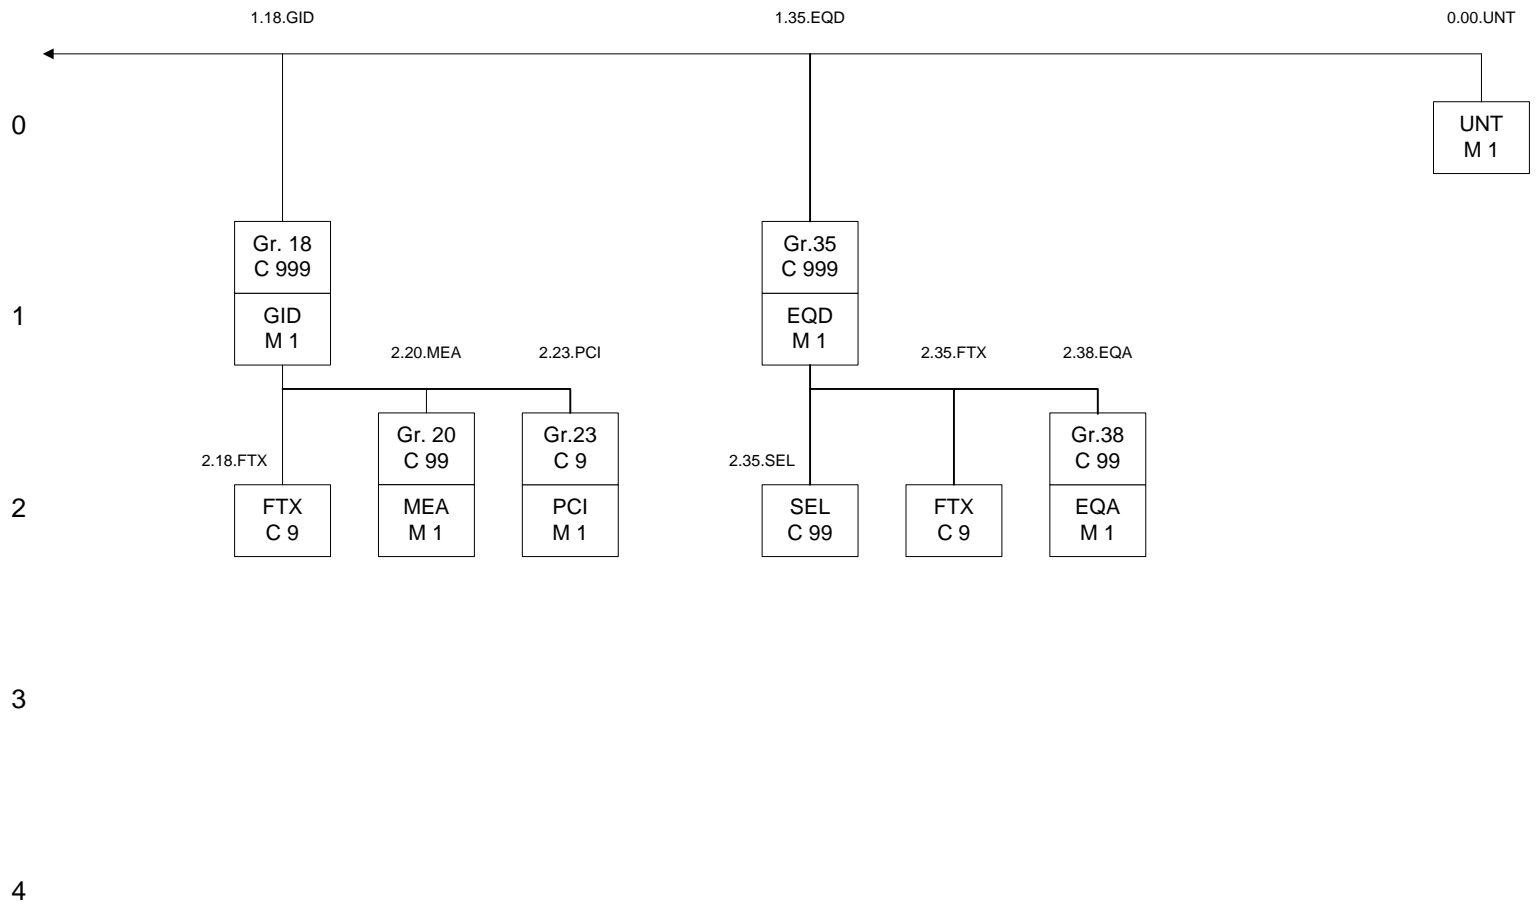 1.18.GID
1.35.EQD
0.00.UNT
0
UNT
M 1
Gr. 18
C 999
Gr.35
C 999
1
GID
M 1
EQD
M 1
2.20.MEA
2.23.PCI
2.35.FTX
2.38.EQA
Gr. 20
C 99
Gr.23
C 9
Gr.38
C 99
2.18.FTX
2.35.SEL
2
FTX
C 9
MEA
M 1
PCI
M 1
SEL
C 99
FTX
C 9
EQA
M 1
3
4